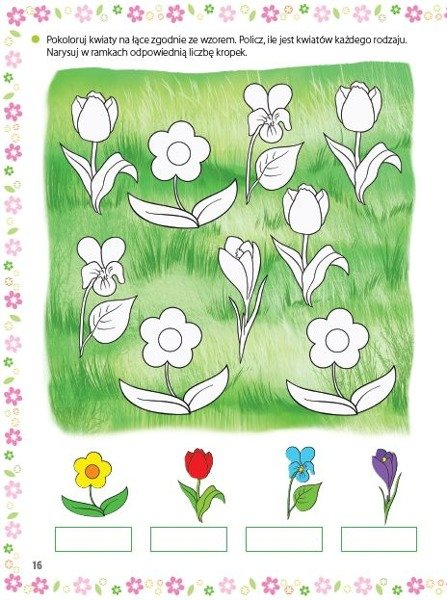 Pokoloruj kwiaty na łące zgodnie ze wzorem. Policz, ile jest kwiatów każdego rodzaju.
Narysuj w ramkach odpowiednią liczbę kropek.
16